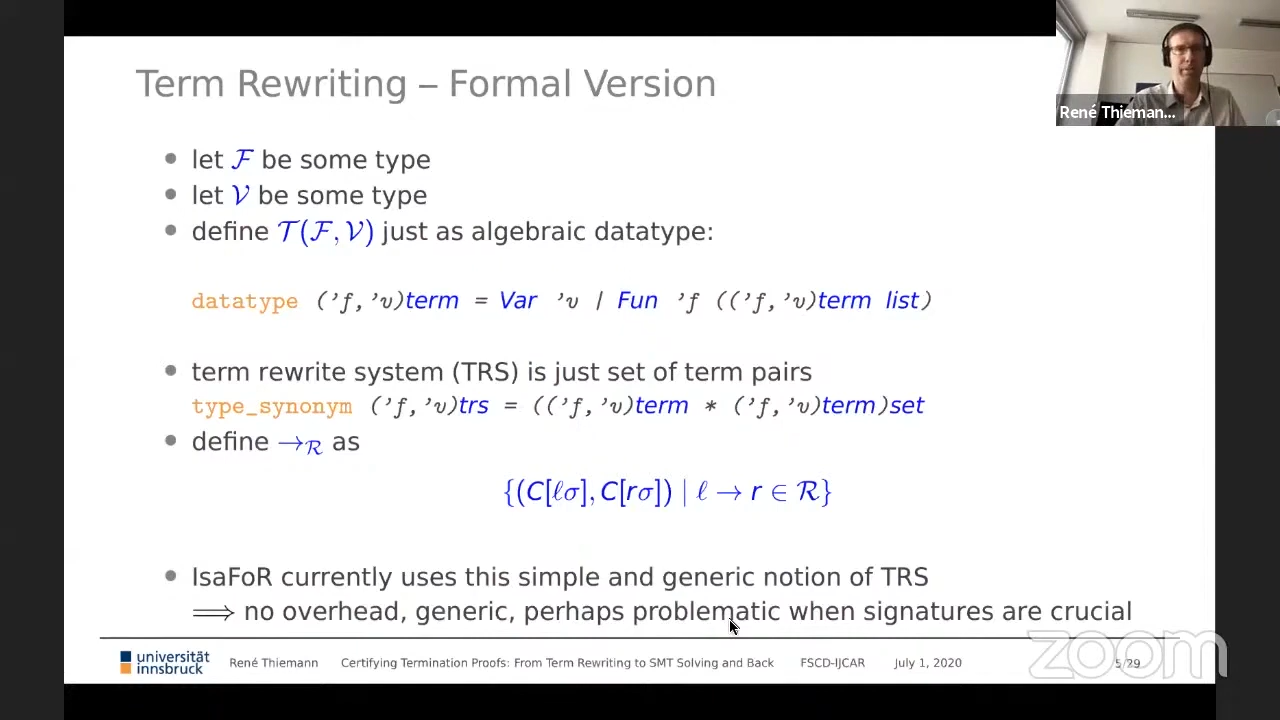 Term Rewriting – Formal Version
René Thieman...
• let ℱ be some type
• let 𝒱 be some type
• define 𝒯(ℱ, 𝒱) just as algebraic datatype:
datatype ('f,'v)term = Var 'v | Fun 'f (('f,'v)term list)
• term rewrite system (TRS) is just set of term pairs
type_synonym ('f,'v)trs = (('f,'v)term * ('f,'v)term)set
• define →ℛ as
{(C[ℓσ], C[rσ]) | ℓ → r ∈ ℛ}
• IsaFoR currently uses this simple and generic notion of TRS
⟹ no overhead, generic, perhaps problematic when signatures are crucial
universität
innsbruck
René Thiemann Certifying Termination Proofs: From Term Rewriting to SMT Solving and Back FSCD-IJCAR July 1, 2020 5/29
zoom